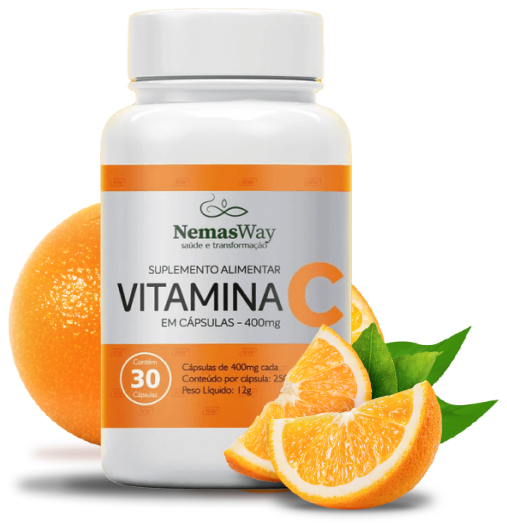 NemasWay
saúde e transformação
SUPLEMENTO ALIMENTAR
VITAMINA C
EM CÁPSULAS - 400mg
Contém
30
Cápsulas
Cápsulas de 400mg cada
Conteúdo por cápsula:
Peso Líquido: 12g